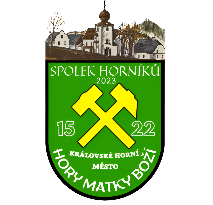 SPOLEK HORNÍKŮ
2023
15 22
KRÁLOVSKÉ HORNÍ
MĚSTO
HORY MATKY BOŽÍ